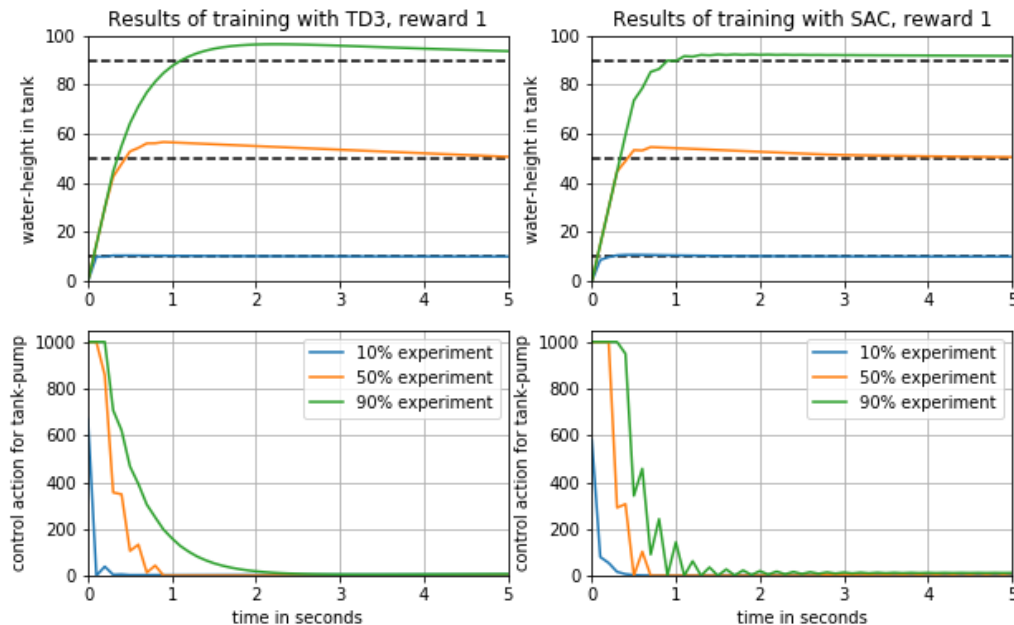 Results of training with TD3, reward 1
water-height in tank
100
80
60
40
20
0
0 1 2 3 4 5
Results of training with SAC, reward 1
water-height in tank
100
80
60
40
20
0
0 1 2 3 4 5
control action for tank-pump
1000
800
600
400
200
0
10% experiment
50% experiment
90% experiment
0 1 2 3 4 5
time in seconds
control action for tank-pump
1000
800
600
400
200
0
10% experiment
50% experiment
90% experiment
0 1 2 3 4 5
time in seconds